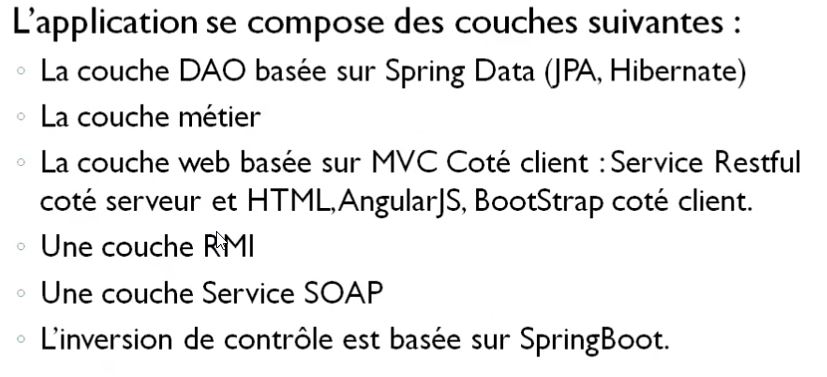 L'application se compose des couches suivantes :
◦ La couche DAO basée sur Spring Data (JPA, Hibernate)
◦ La couche métier
◦ La couche web basée sur MVC Coté client : Service Restful
coté serveur et HTML, AngularJS, BootStrap coté client.
◦ Une couche RMI
◦ Une couche Service SOAP
◦ L'inversion de contrôle est basée sur SpringBoot.